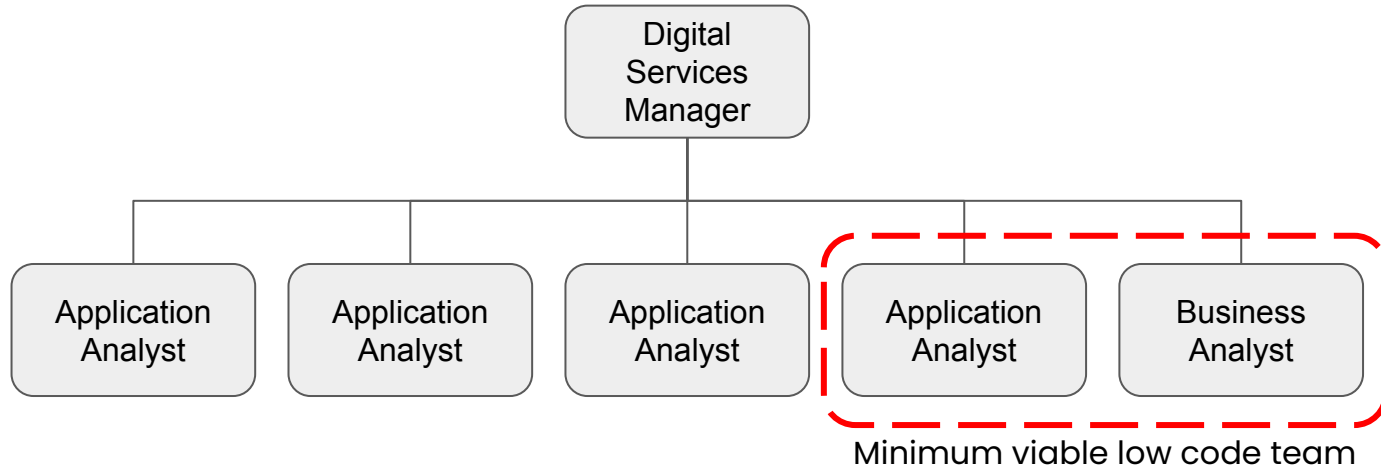 Digital
Services
Manager
Application
Analyst
Application
Analyst
Application
Analyst
Application
Analyst
Business
Analyst
Minimum viable low code team